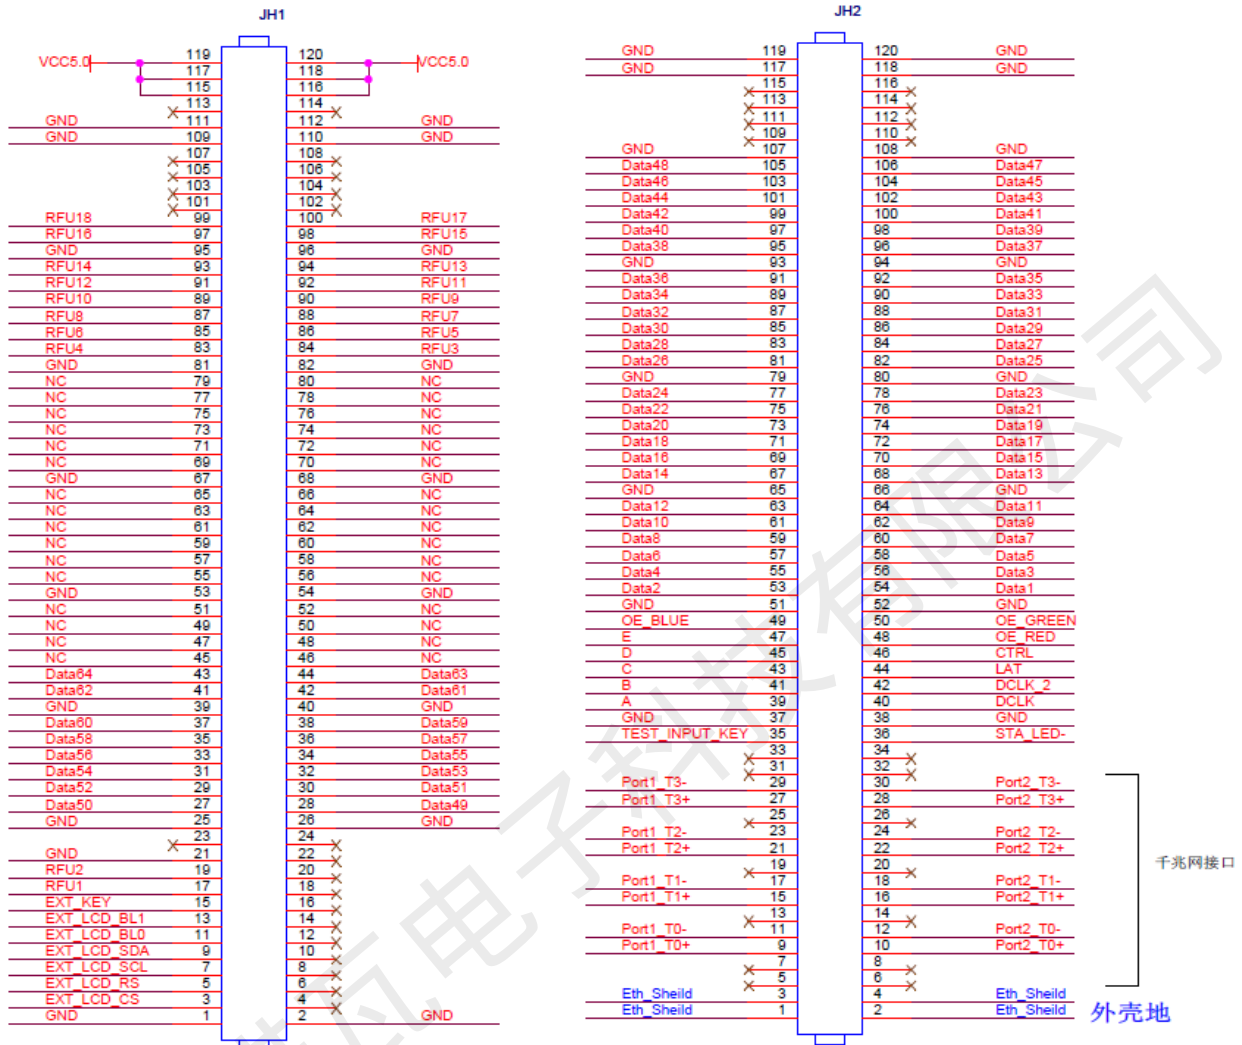 JH1
VCC5.0 119 120 VCC5.0
117 118
115 116
113 114
GND 111 112 GND
GND 109 110 GND
107 108
105 106
103 104
101 102
RFU18 99 100 RFU17
RFU16 97 98 RFU15
GND 95 96 GND
RFU14 93 94 RFU13
RFU12 91 92 RFU11
RFU10 89 90 RFU9
RFU8 87 88 RFU7
RFU6 85 86 RFU5
RFU4 83 84 RFU3
GND 81 82 GND
NC 79 80 NC
NC 77 78 NC
NC 75 76 NC
NC 73 74 NC
NC 71 72 NC
NC 69 70 NC
GND 67 68 GND
NC 65 66 NC
NC 63 64 NC
NC 61 62 NC
NC 59 60 NC
NC 57 58 NC
NC 55 56 NC
GND 53 54 GND
NC 51 52 NC
NC 49 50 NC
NC 47 48 NC
NC 45 46 NC
Data64 43 44 Data63
Data62 41 42 Data61
GND 39 40 GND
Data60 37 38 Data59
Data58 35 36 Data57
Data56 33 34 Data55
Data54 31 32 Data53
Data52 29 30 Data51
Data50 27 28 Data49
GND 25 26 GND
23 24
GND 21 22
RFU2 19 20
RFU1 17 18
EXT_KEY 15 16
EXT_LCD_BL1 13 14
EXT_LCD_BL0 11 12
EXT_LCD_SDA 9 10
EXT_LCD_SCL 7 8
EXT_LCD_RS 5 6
EXT_LCD_CS 3 4
GND 1 2 GND
JH2
GND 119 120 GND
GND 117 118 GND
115 116
113 114
111 112
109 110
GND 107 108 GND
Data48 105 106 Data47
Data46 103 104 Data45
Data44 101 102 Data43
Data42 99 100 Data41
Data40 97 98 Data39
Data38 95 96 Data37
GND 93 94 GND
Data36 91 92 Data35
Data34 89 90 Data33
Data32 87 88 Data31
Data30 85 86 Data29
Data28 83 84 Data27
Data26 81 82 Data25
GND 79 80 GND
Data24 77 78 Data23
Data22 75 76 Data21
Data20 73 74 Data19
Data18 71 72 Data17
Data16 69 70 Data15
Data14 67 68 Data13
GND 65 66 GND
Data12 63 64 Data11
Data10 61 62 Data9
Data8 59 60 Data7
Data6 57 58 Data5
Data4 55 56 Data3
Data2 53 54 Data1
GND 51 52 GND
OE_BLUE 49 50 OE_GREEN
E 47 48 OE_RED
D 45 46 CTRL
C 43 44 LAT
B 41 42 DCLK_2
A 39 40 DCLK
GND 37 38 GND
TEST_INPUT_KEY 35 36 STA_LED-
33 34
31 32
Port1_T3- 29 30 Port2_T3-
Port1_T3+ 27 28 Port2_T3+
25 26
Port1_T2- 23 24 Port2_T2-
Port1_T2+ 21 22 Port2_T2+
19 20
Port1_T1- 17 18 Port2_T1-
Port1_T1+ 15 16 Port2_T1+
13 14
Port1_T0- 11 12 Port2_T0-
Port1_T0+ 9 10 Port2_T0+
7 8
5 6
Eth_Sheild 3 4 Eth_Sheild
Eth_Sheild 1 2 Eth_Sheild
千兆网接口
外壳地
瓦电子科技有限公司